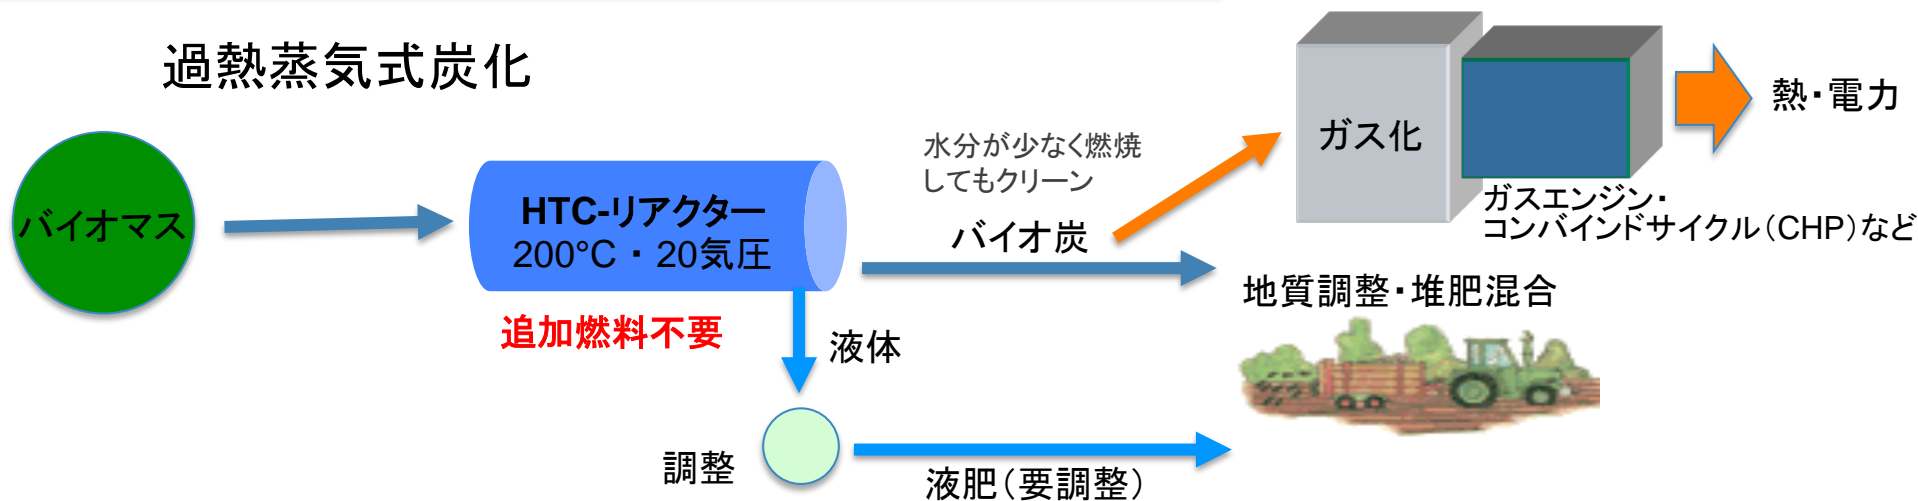 過熱蒸気式炭化
バイオマス
HTC-リアクター
200°C・20気圧
追加燃料不要
液体
調整
水分が少なく燃焼
してもクリーン
バイオ炭
液肥（要調整）
ガス化
ガスエンジン・
コンバインドサイクル（CHP）など
熱・電力
地質調整・堆肥混合